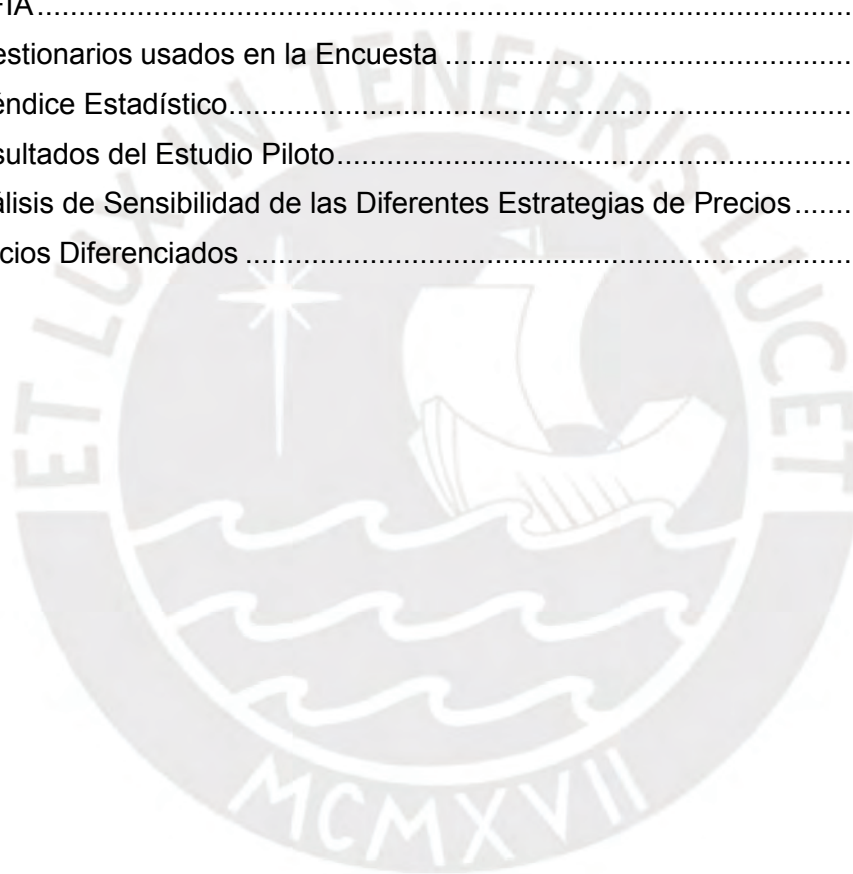 FIA........................................................................................
estionarios usados en la Encuesta ............................................
éndice Estadístico.....................................................................
sultados del Estudio Piloto........................................................
álisis de Sensibilidad de las Diferentes Estrategias de Precios.......
cios Diferenciados ...................................................................
ET LUX IN TENEBRIS LUCET
MCMXVII